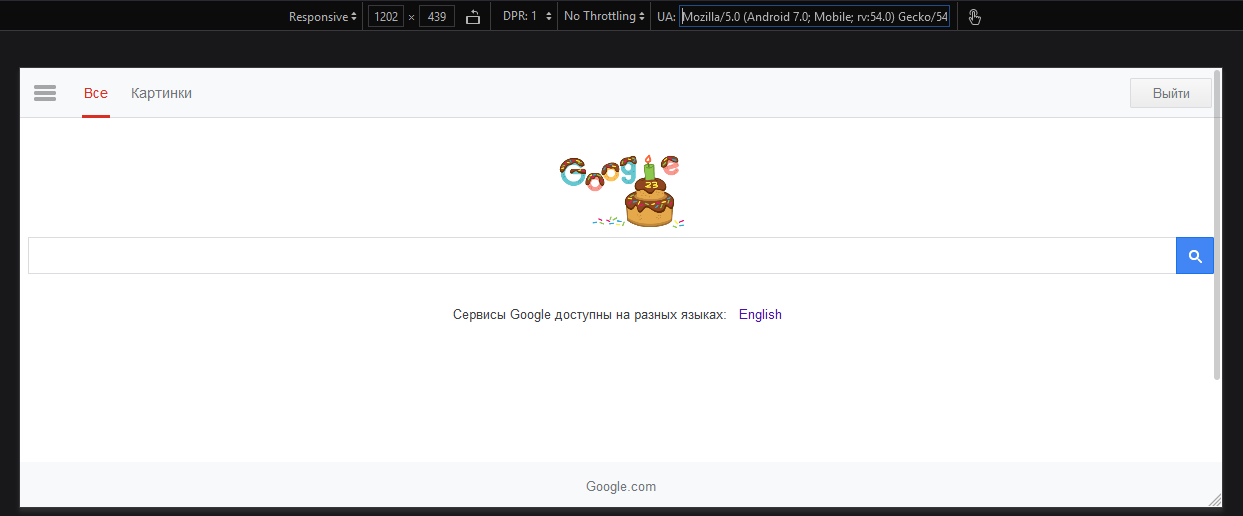 Responsive 1202 × 439 DPR: 1 No Throttling UA: Mozilla/5.0 (Android 7.0; Mobile; rv:54.0) Gecko/54
Все Картинки Выйти
Google
23
Сервисы Google доступны на разных языках: English
Google.com